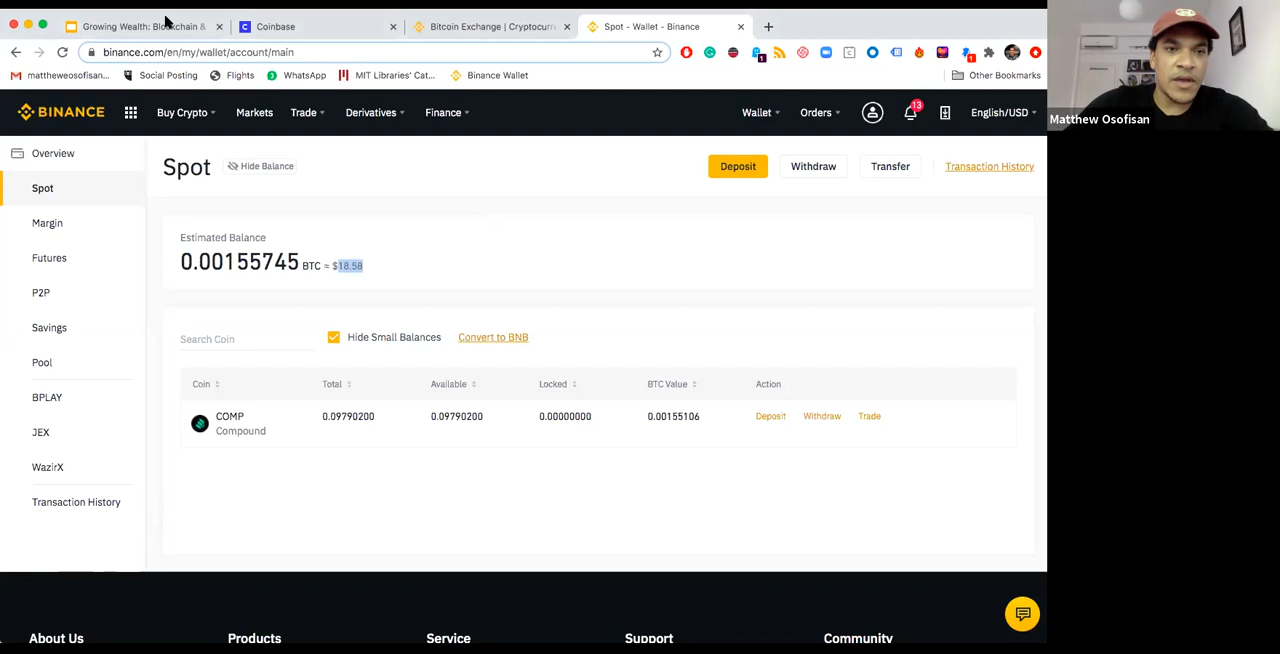 Growing Wealth: Blockchain &
Coinbase
Bitcoin Exchange | Cryptocurre
Spot - Wallet - Binance
binance.com/en/my/wallet/account/main
mattheweosofisan...
Social Posting
Flights
WhatsApp
MIT Libraries' Cat...
Binance Wallet
Other Bookmarks
BINANCE
Buy Crypto
Markets
Trade
Derivatives
Finance
Wallet
Orders
13
English/USD
Matthew Osofisan
Overview
Spot
Margin
Futures
P2P
Savings
Pool
BPLAY
JEX
WazirX
Transaction History
Spot
Hide Balance
Deposit
Withdraw
Transfer
Transaction History
Estimated Balance
0.00155745 BTC ≈ $18.58
Search Coin
Hide Small Balances
Convert to BNB
Coin Total Available Locked BTC Value Action
COMP 0.09790200 0.09790200 0.00000000 0.00155106 Deposit Withdraw Trade
Compound
About Us
Products
Service
Support
Community